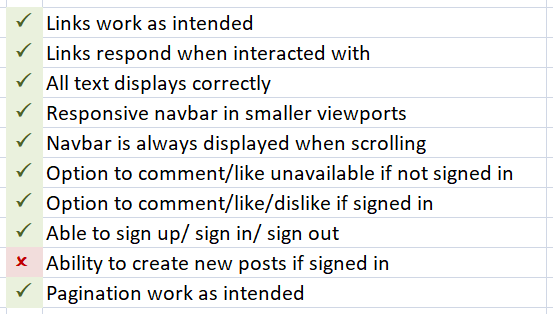 ✓ Links work as intended
✓ Links respond when interacted with
✓ All text displays correctly
✓ Responsive navbar in smaller viewports
✓ Navbar is always displayed when scrolling
✓ Option to comment/like unavailable if not signed in
✓ Option to comment/like/dislike if signed in
✓ Able to sign up/ sign in/ sign out
✗ Ability to create new posts if signed in
✓ Pagination work as intended